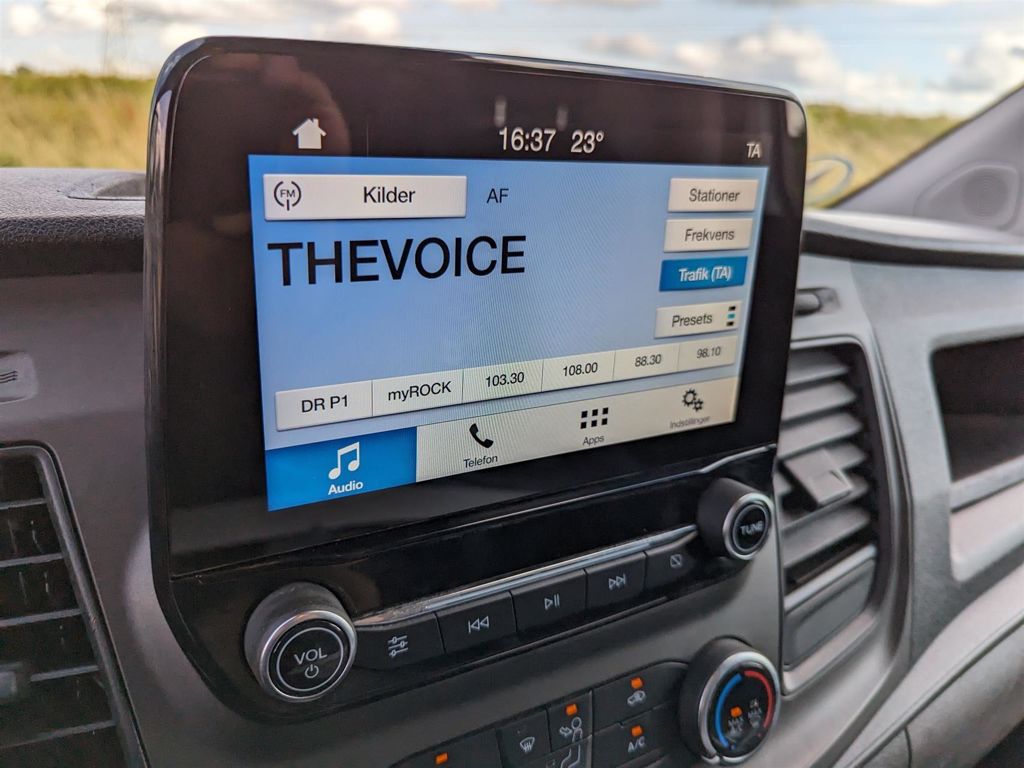 16:37 23°
TA
FM Kilder AF
Stationer
Frekvens
THEVOICE
Trafik (TA)
Presets
DR P1 myROCK 103.30 108.00 88.30 98.10
Audio Telefon Apps Indstillinger
TUNE
VOL
A/C
MAX A/C